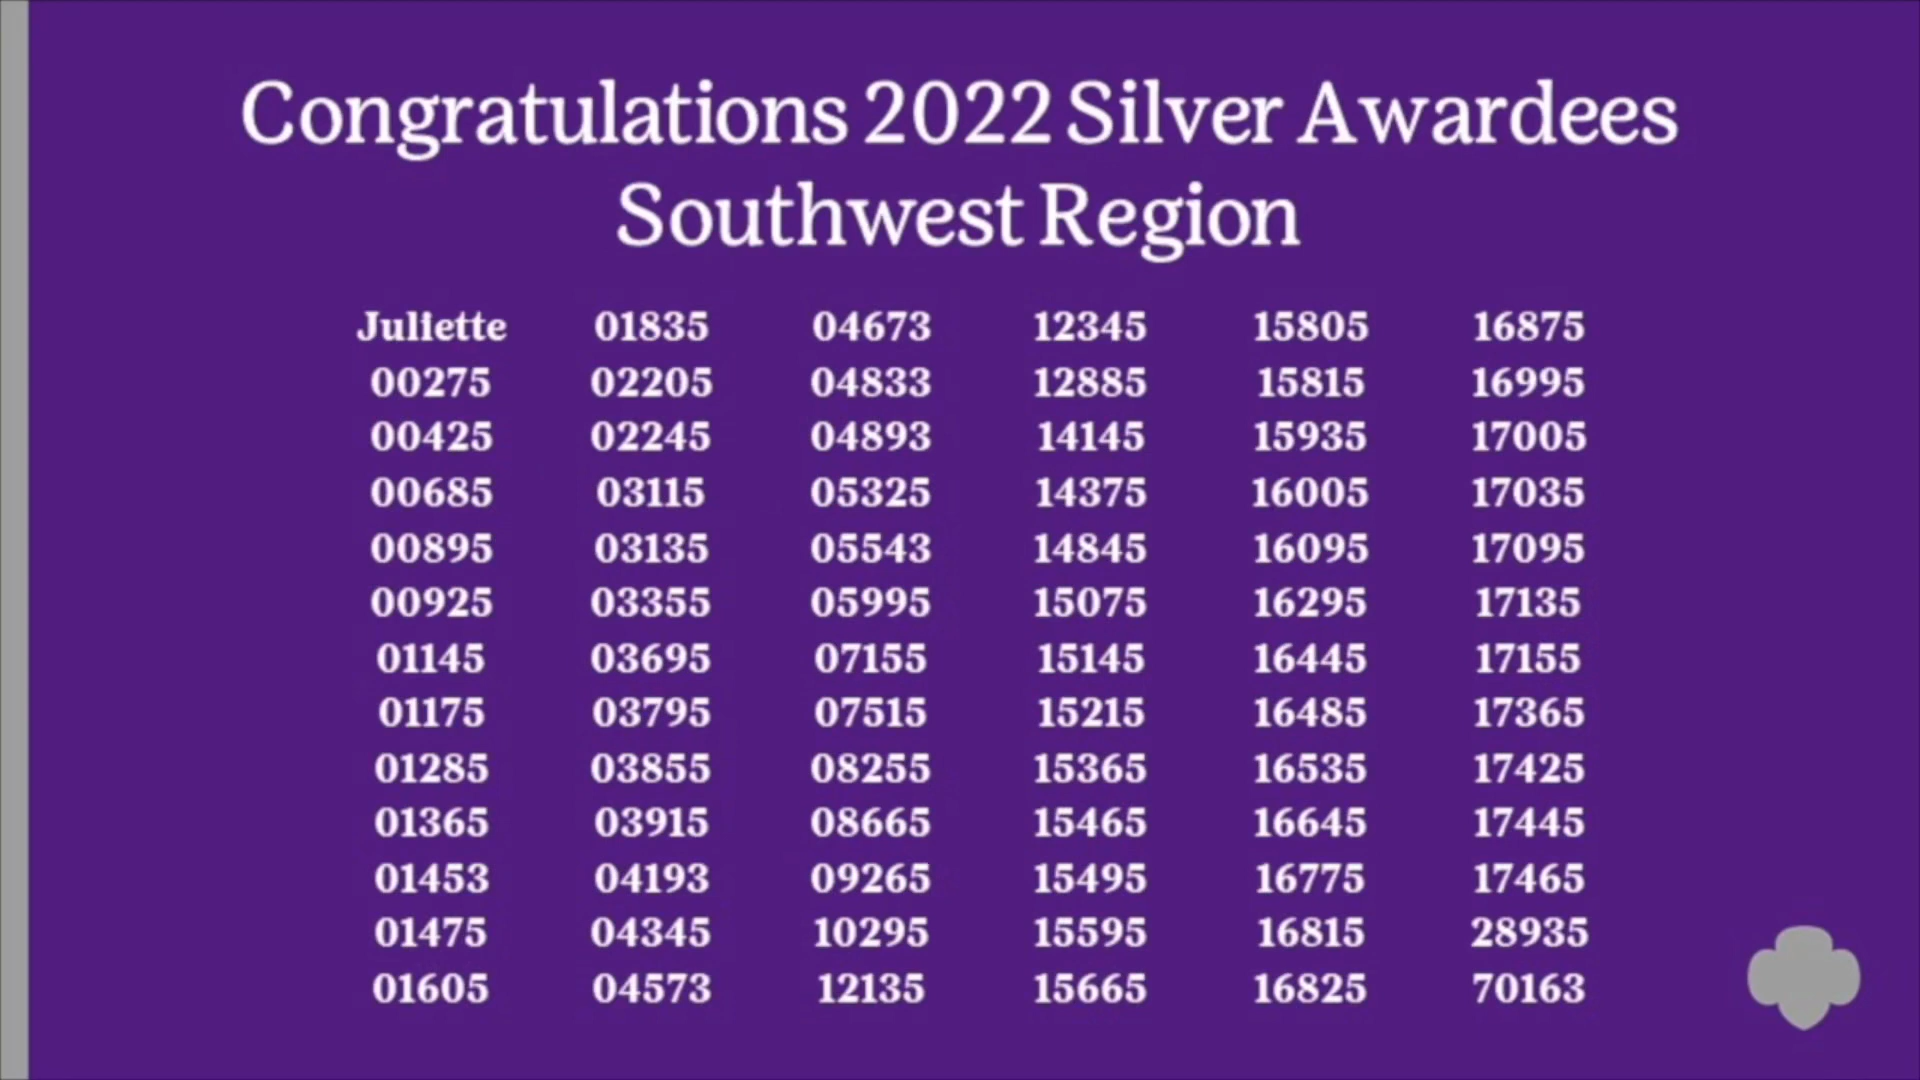 Congratulations 2022 Silver Awardees
Southwest Region
Juliette 01835 04673 12345 15805 16875
00275 02205 04833 12885 15815 16995
00425 02245 04893 14145 15935 17005
00685 03115 05325 14375 16005 17035
00895 03135 05543 14845 16095 17095
00925 03355 05995 15075 16295 17135
01145 03695 07155 15145 16445 17155
01175 03795 07515 15215 16485 17365
01285 03855 08255 15365 16535 17425
01365 03915 08665 15465 16645 17445
01453 04193 09265 15495 16775 17465
01475 04345 10295 15595 16815 28935
01605 04573 12135 15665 16825 70163